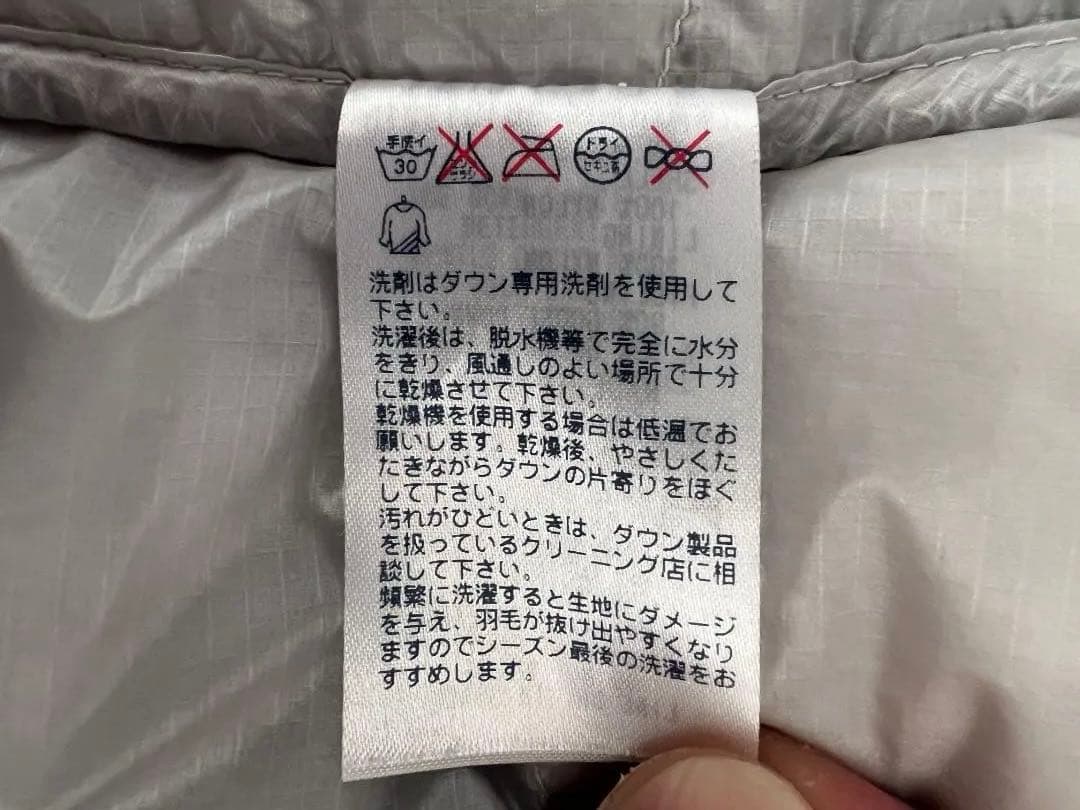 手洗イ
30
エンソ
サラシ
ドライ
セキユ系
100% NYLON
洗剤はダウン専用洗剤を使用して
下さい。
洗濯後は、脱水機等で完全に水分
をきり、風通しのよい場所で十分
に乾燥させて下さい。
乾燥機を使用する場合は低温でお
願いします。乾燥後、やさしくた
たきながらダウンの片寄りをほぐ
して下さい。
汚れがひどいときは、ダウン製品
を扱っているクリーニング店に相
談して下さい。
頻繁に洗濯すると生地にダメージ
を与え、羽毛が抜け出やすくなり
ますのでシーズン最後の洗濯をお
すすめします。